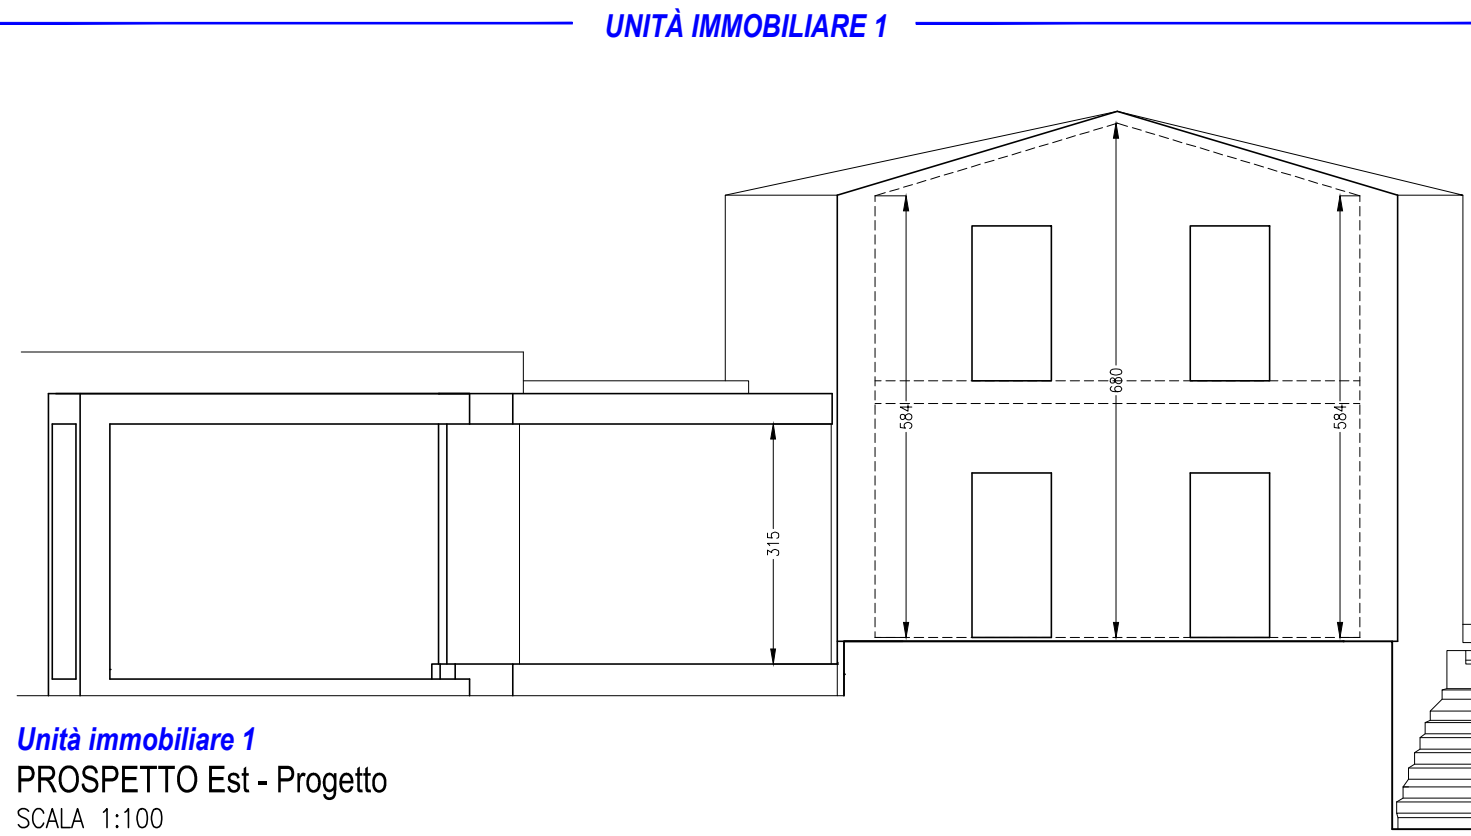 UNITÀ IMMOBILIARE 1
680
584
584
315
Unità immobiliare 1
PROSPETTO Est - Progetto
SCALA 1:100